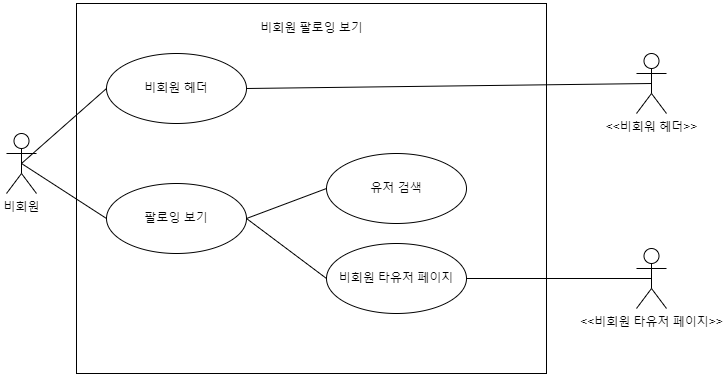 비회원 팔로잉 보기
비회원 헤더
<<비회워 헤더>>
비회원
유저 검색
팔로잉 보기
비회원 타유저 페이지
<<비회원 타유저 페이지>>